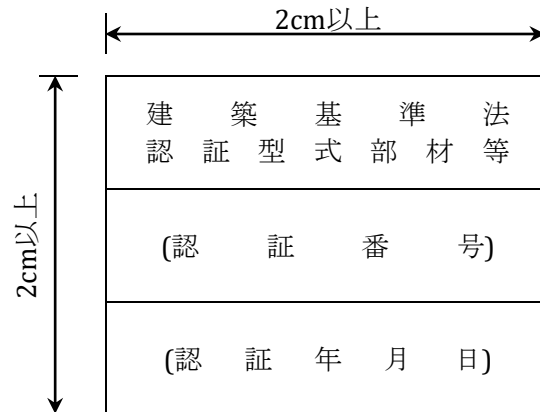 2cm以上
2cm以上
建築基準法
認証型式部材等
(認証番号)
(認証年月日)